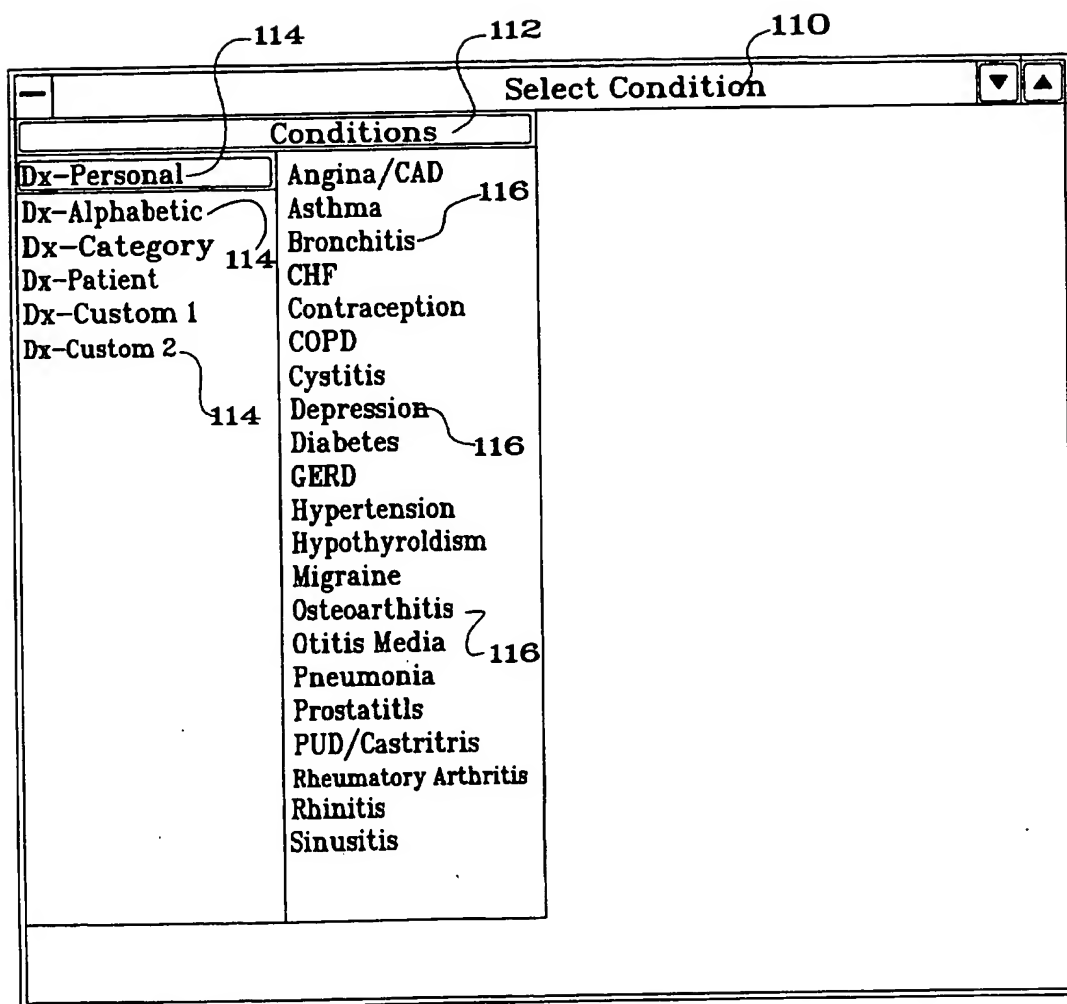 114
112
110
Select Condition
Conditions
Dx-Personal
Dx-Alphabetic
114
Dx-Category
Dx-Patient
Dx-Custom 1
Dx-Custom 2
114
Angina/CAD
116
Asthma
Bronchitis
CHF
Contraception
COPD
Cystitis
Depression
116
Diabetes
GERD
Hypertension
Hypothyroldism
Migraine
Osteoarthitis
116
Otitis Media
Pneumonia
Prostatitls
PUD/Castritris
Rheumatory Arthritis
Rhinitis
Sinusitis